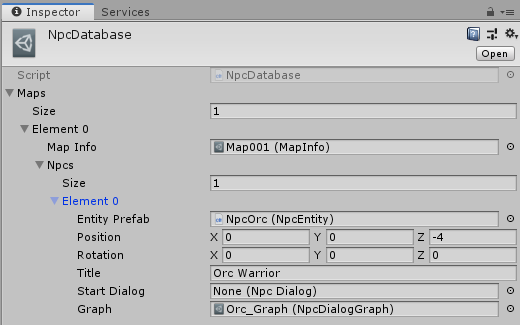 Inspector Services
NpcDatabase
Open
Script NpcDatabase
Maps
Size 1
Element 0
Map Info Map001 (MapInfo)
Npcs
Size 1
Element 0
Entity Prefab NpcOrc (NpcEntity)
Position X 0 Y 0 Z -4
Rotation X 0 Y 0 Z 0
Title Orc Warrior
Start Dialog None (Npc Dialog)
Graph Orc_Graph (NpcDialogGraph)